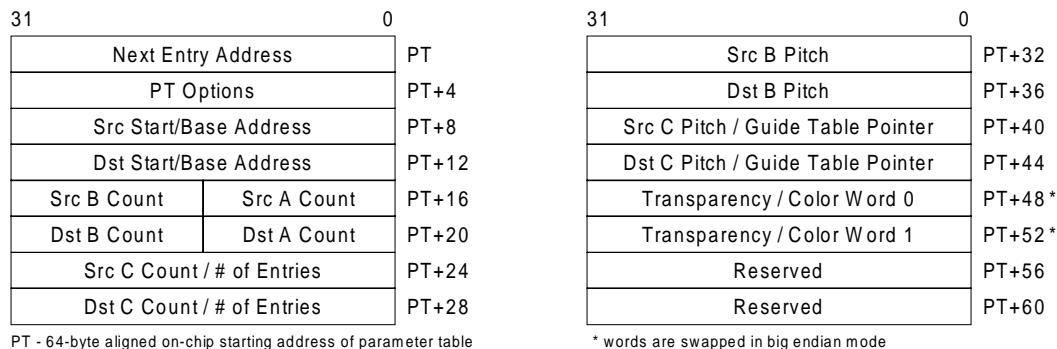 31 0
Next Entry Address PT
PT Options PT+4
Src Start/Base Address PT+8
Dst Start/Base Address PT+12
Src B Count Src A Count PT+16
Dst B Count Dst A Count PT+20
Src C Count / # of Entries PT+24
Dst C Count / # of Entries PT+28
PT - 64-byte aligned on-chip starting address of parameter table
31 0
Src B Pitch PT+32
Dst B Pitch PT+36
Src C Pitch / Guide Table Pointer PT+40
Dst C Pitch / Guide Table Pointer PT+44
Transparency / Color Word 0 PT+48 *
Transparency / Color Word 1 PT+52 *
Reserved PT+56
Reserved PT+60
* words are swapped in big endian mode